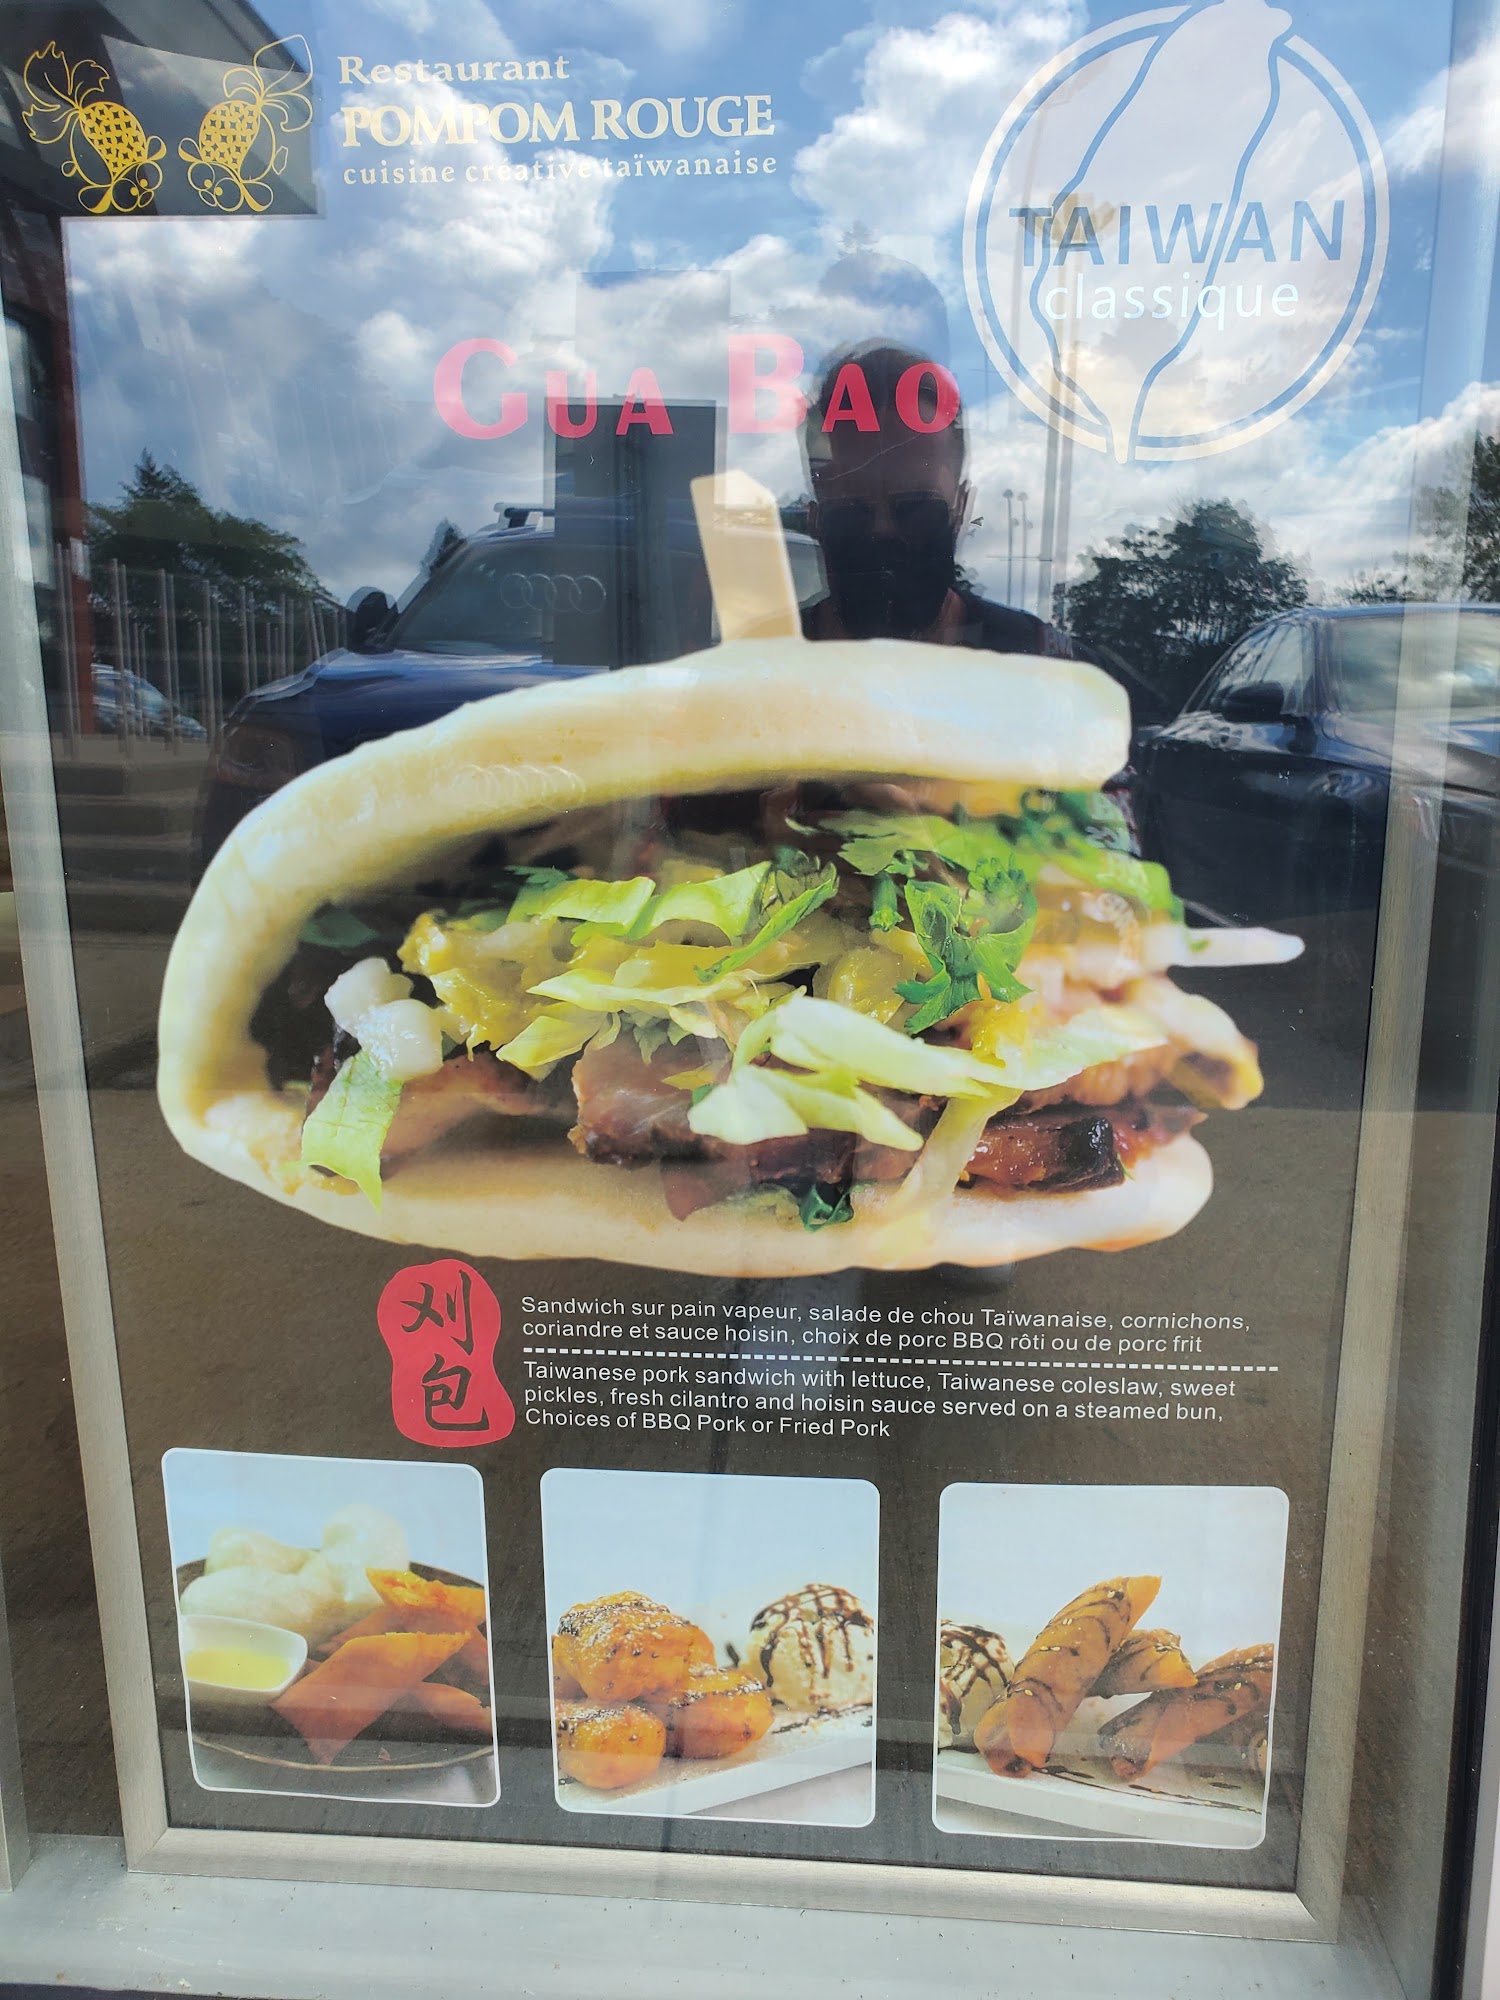 Restaurant
POMPOM ROUGE
cuisine créative taïwanaise
TAIWAN
classique
GUA BAO
刈
包
Sandwich sur pain vapeur, salade de chou Taïwanaise, cornichons,
coriandre et sauce hoisin, choix de porc BBQ rôti ou de porc frit
Taiwanese pork sandwich with lettuce, Taiwanese coleslaw, sweet
pickles, fresh cilantro and hoisin sauce served on a steamed bun,
Choices of BBQ Pork or Fried Pork